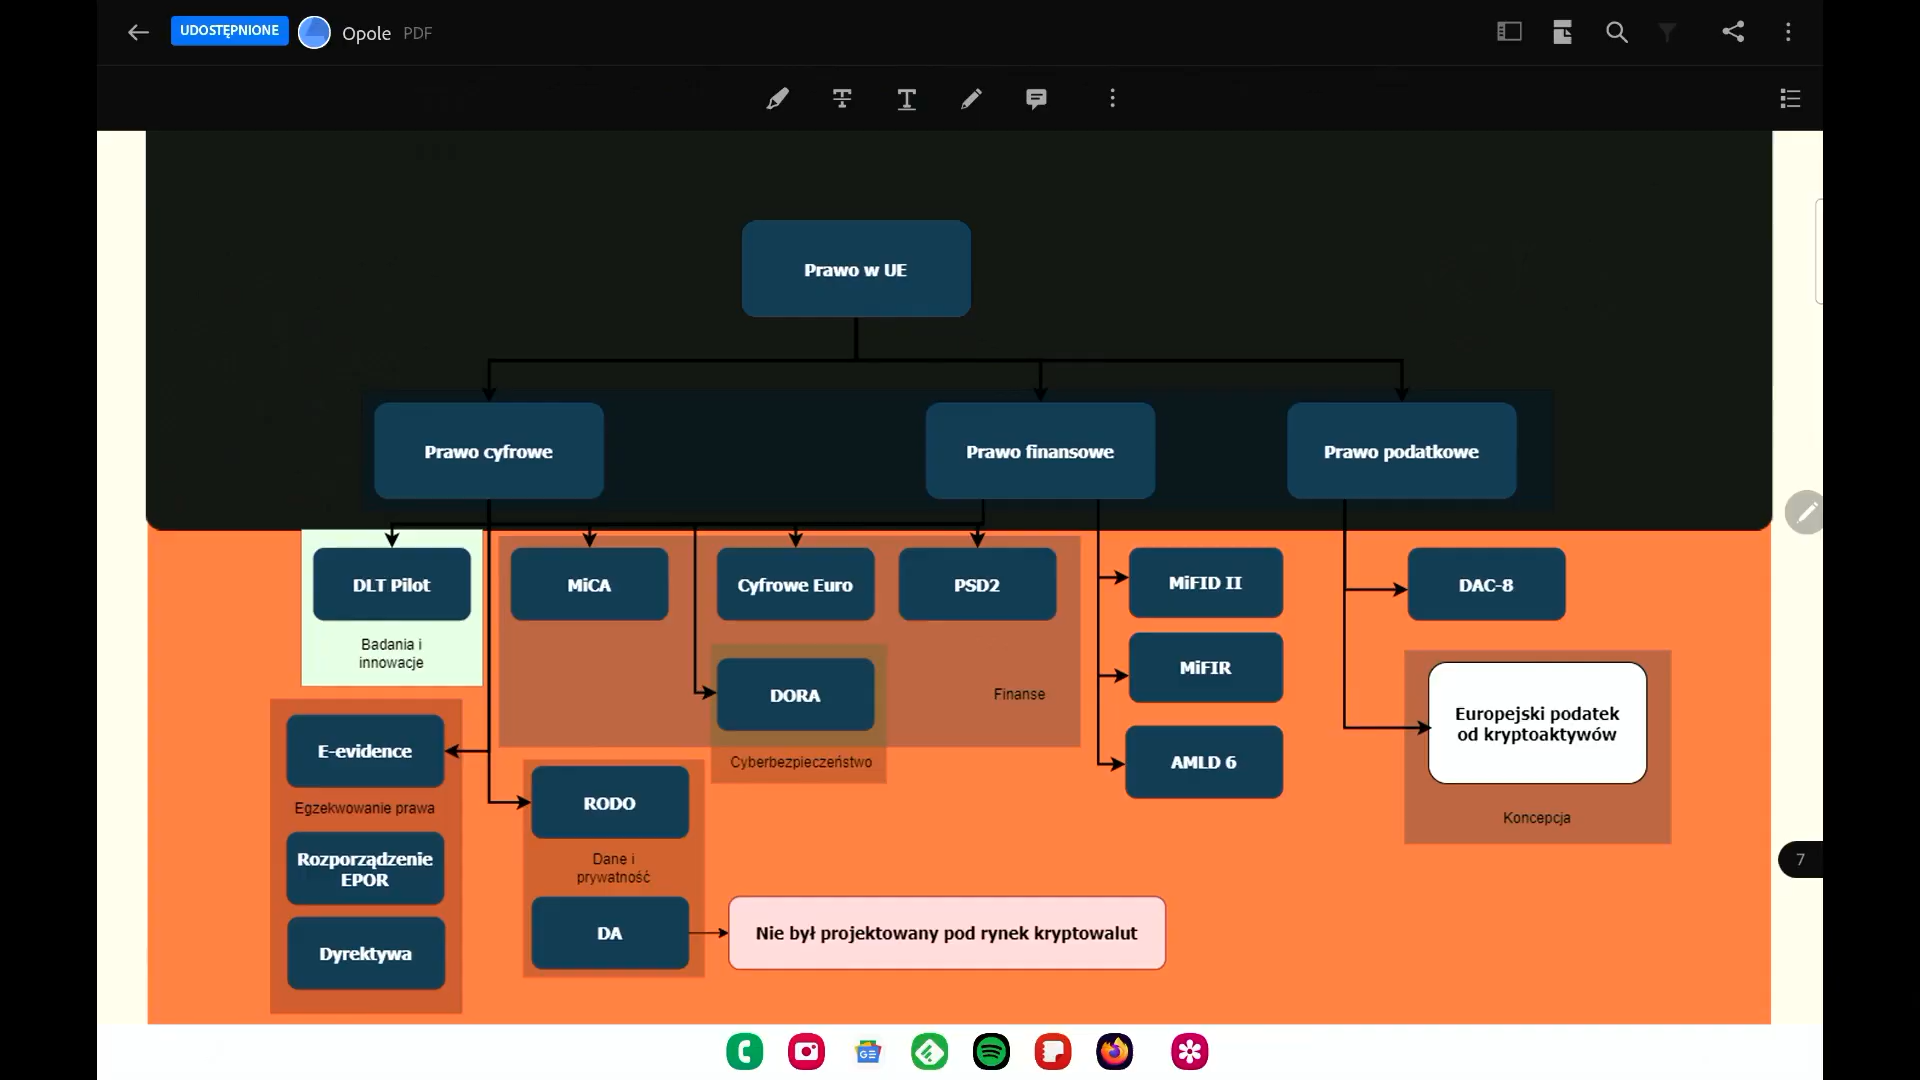 UDOSTĘPNIONE
Opole PDF
Prawo w UE
Prawo cyfrowe
Prawo finansowe
Prawo podatkowe
DLT Pilot
Badania i
innowacje
MiCA
Cyfrowe Euro
PSD2
MiFID II
DAC-8
DORA
Finanse
MiFIR
Cyberbezpieczeństwo
AMLD 6
Europejski podatek
od kryptoaktywów
Koncepcja
E-evidence
Egzekwowanie prawa
Rozporządzenie
EPOR
Dyrektywa
RODO
Dane i
prywatność
DA
Nie był projektowany pod rynek kryptowalut
7
GE